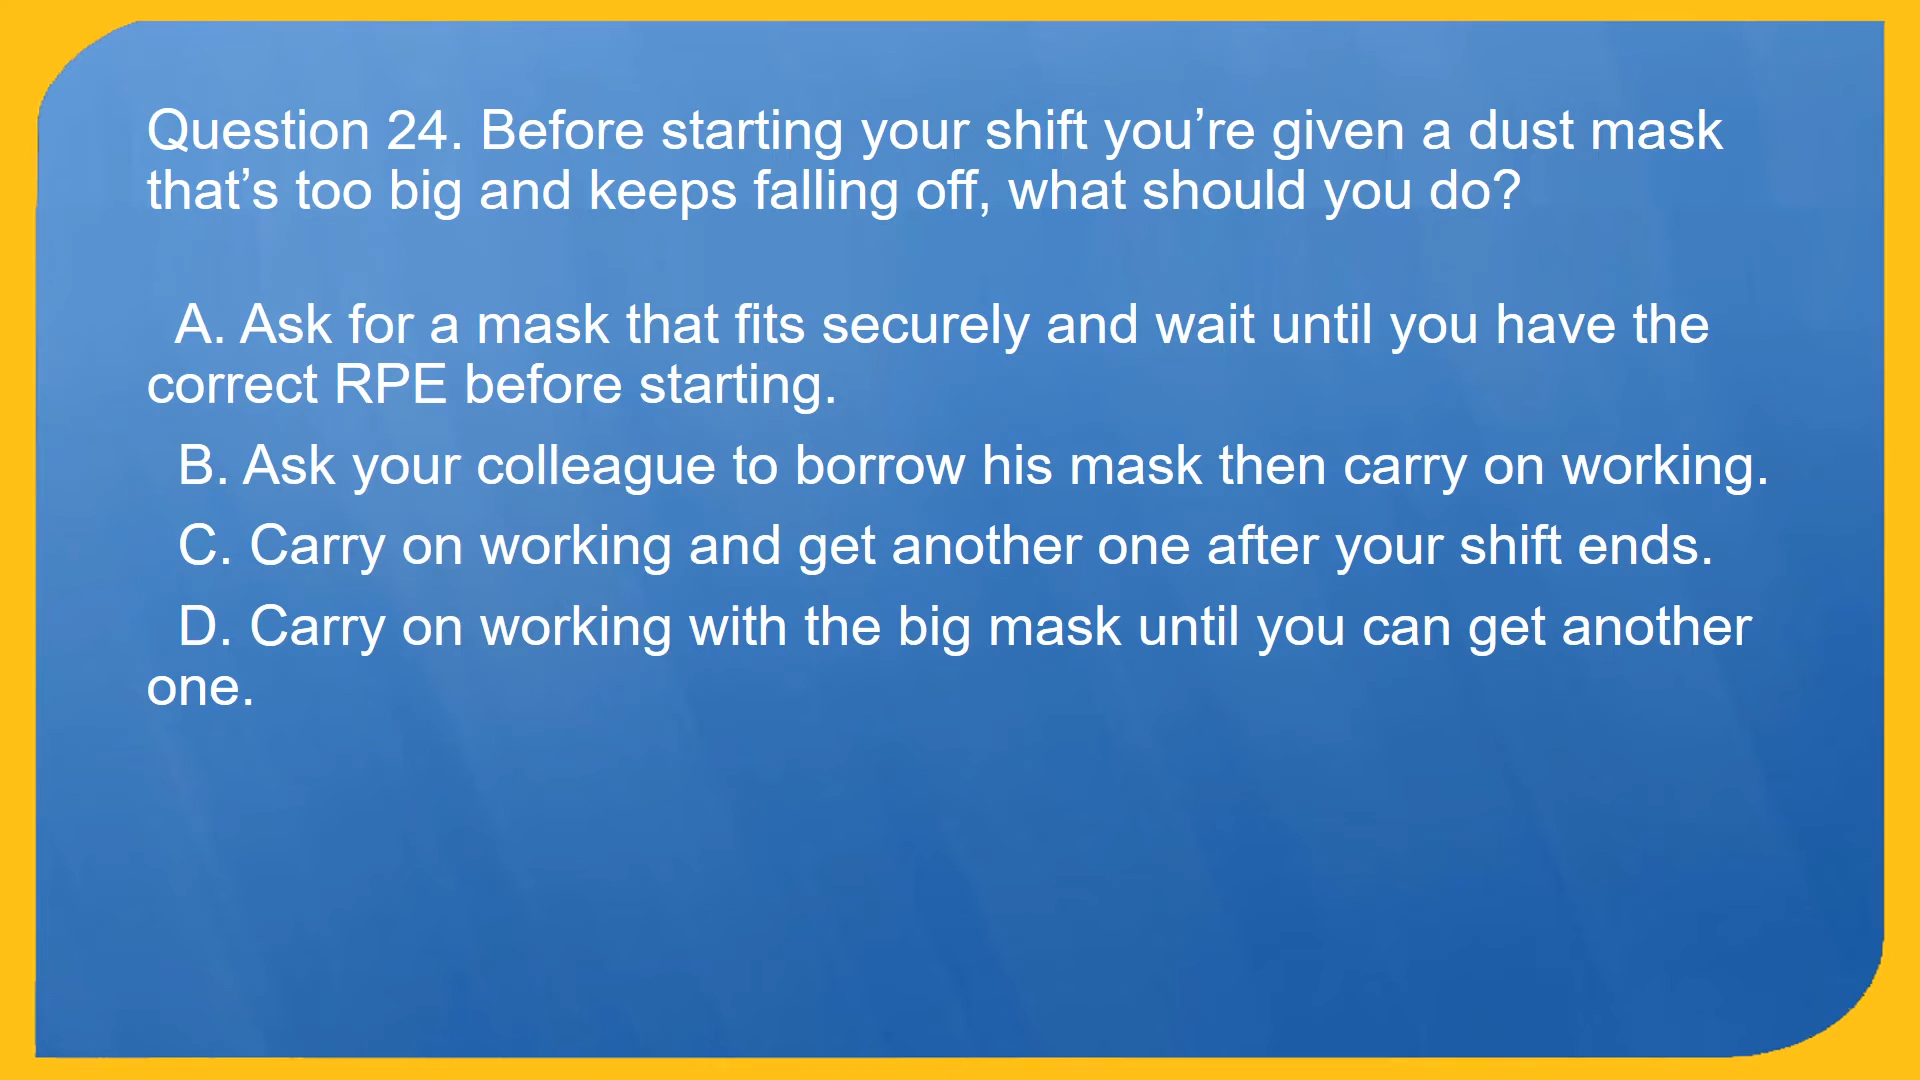 Question 24. Before starting your shift you’re given a dust mask
that’s too big and keeps falling off, what should you do?
A. Ask for a mask that fits securely and wait until you have the
correct RPE before starting.
B. Ask your colleague to borrow his mask then carry on working.
C. Carry on working and get another one after your shift ends.
D. Carry on working with the big mask until you can get another
one.